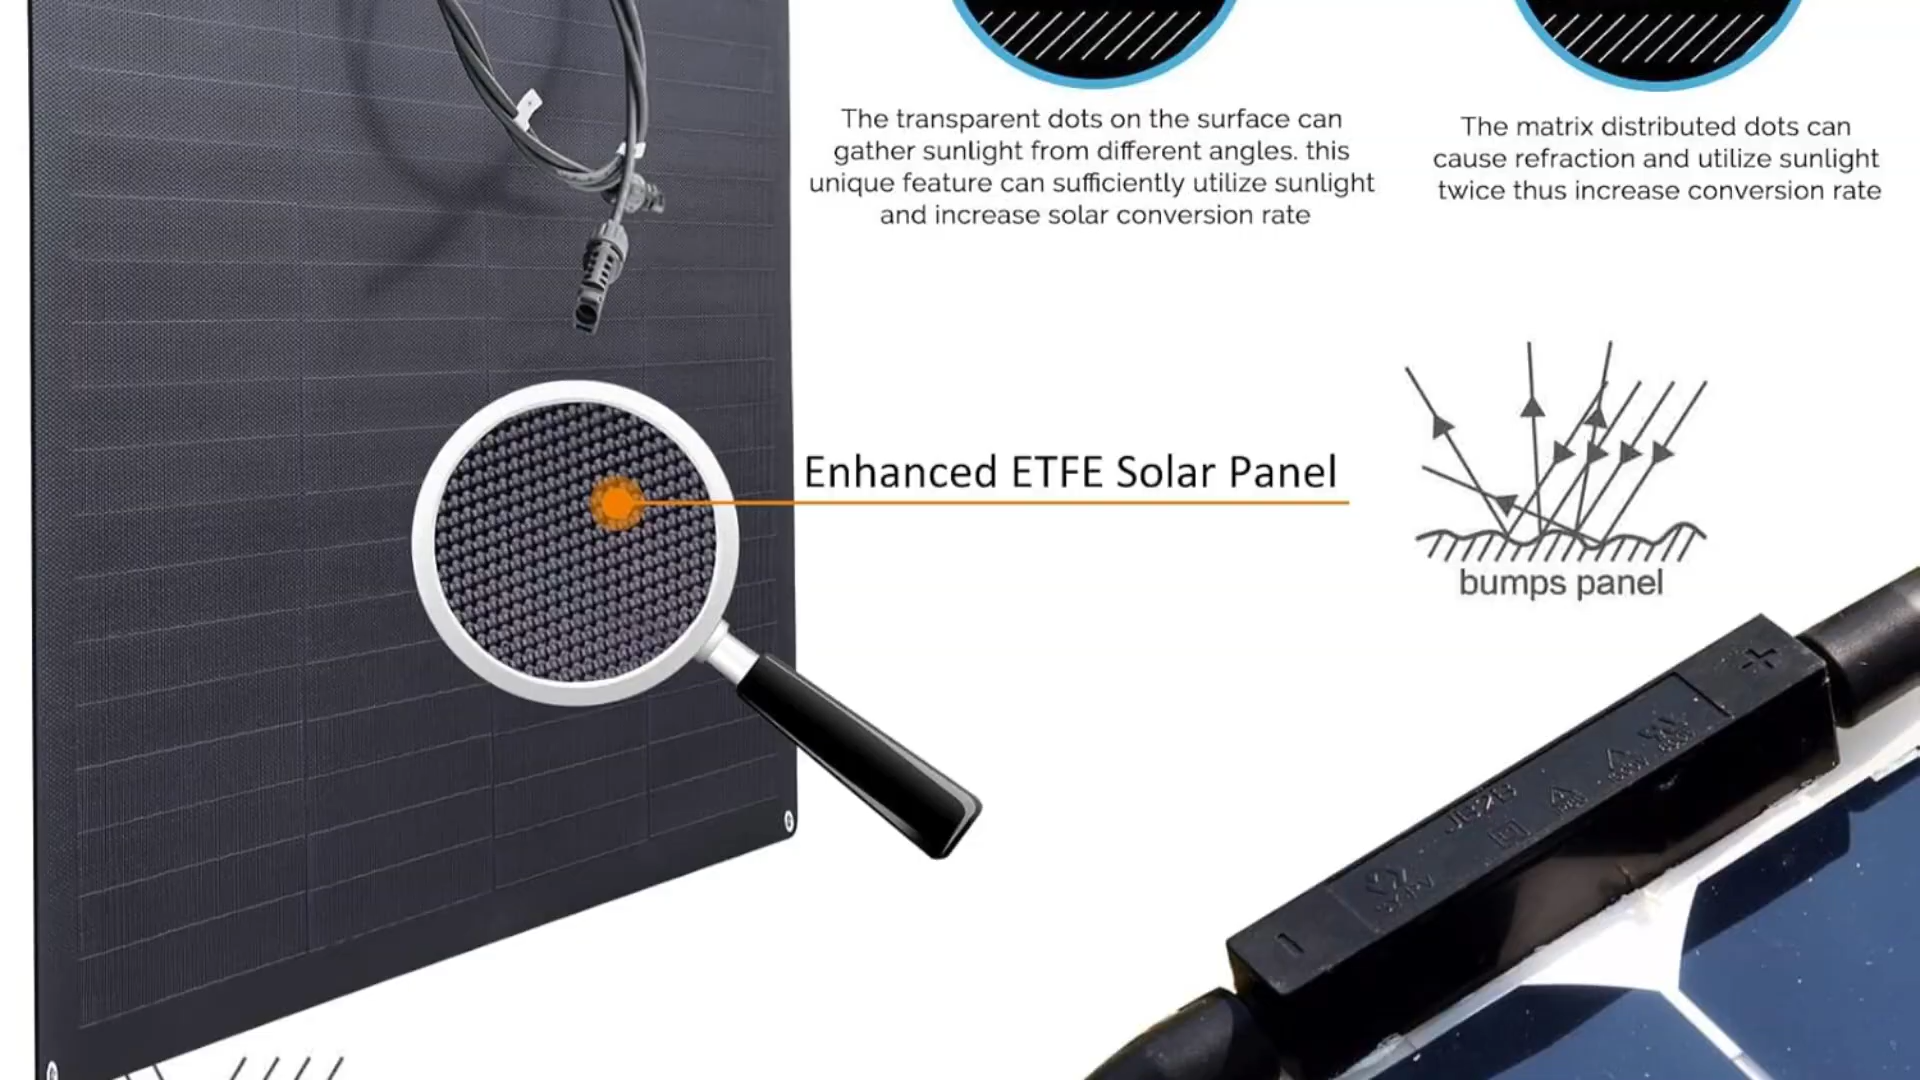 The transparent dots on the surface can
gather sunlight from different angles. this
unique feature can sufficiently utilize sunlight
and increase solar conversion rate
The matrix distributed dots can
cause refraction and utilize sunlight
twice thus increase conversion rate
Enhanced ETFE Solar Panel
bumps panel
+
JB2B
-